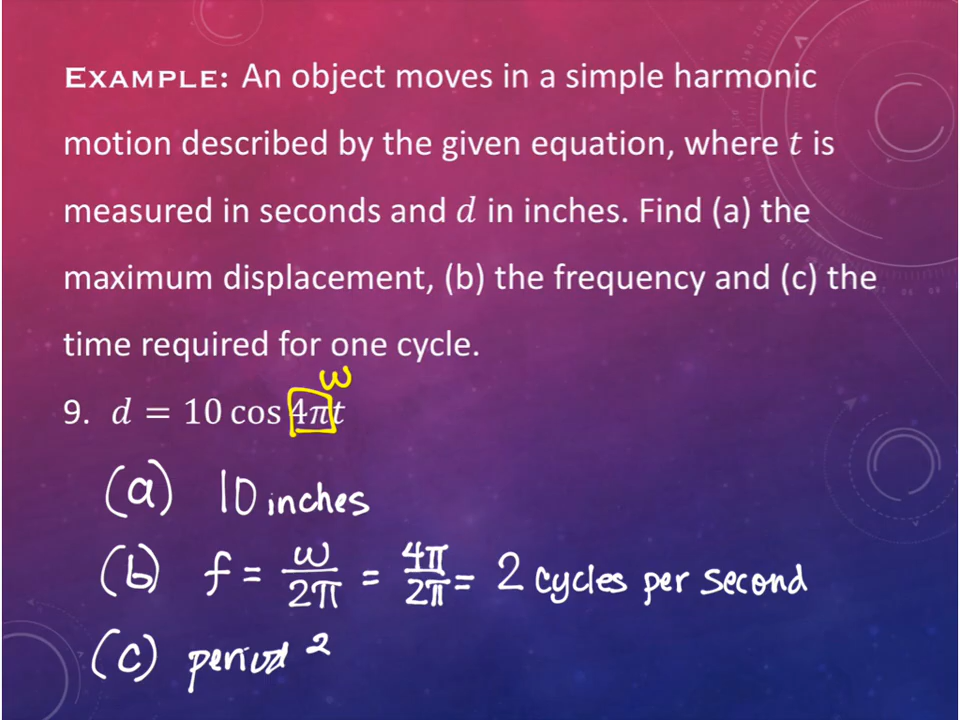 EXAMPLE: An object moves in a simple harmonic
motion described by the given equation, where t is
measured in seconds and d in inches. Find (a) the
maximum displacement, (b) the frequency and (c) the
time required for one cycle.
ω
9. d = 10 cos 4πt
(a) 10 inches
(b) f = ω/2π = 4π/2π = 2 cycles per second
(c) period 2